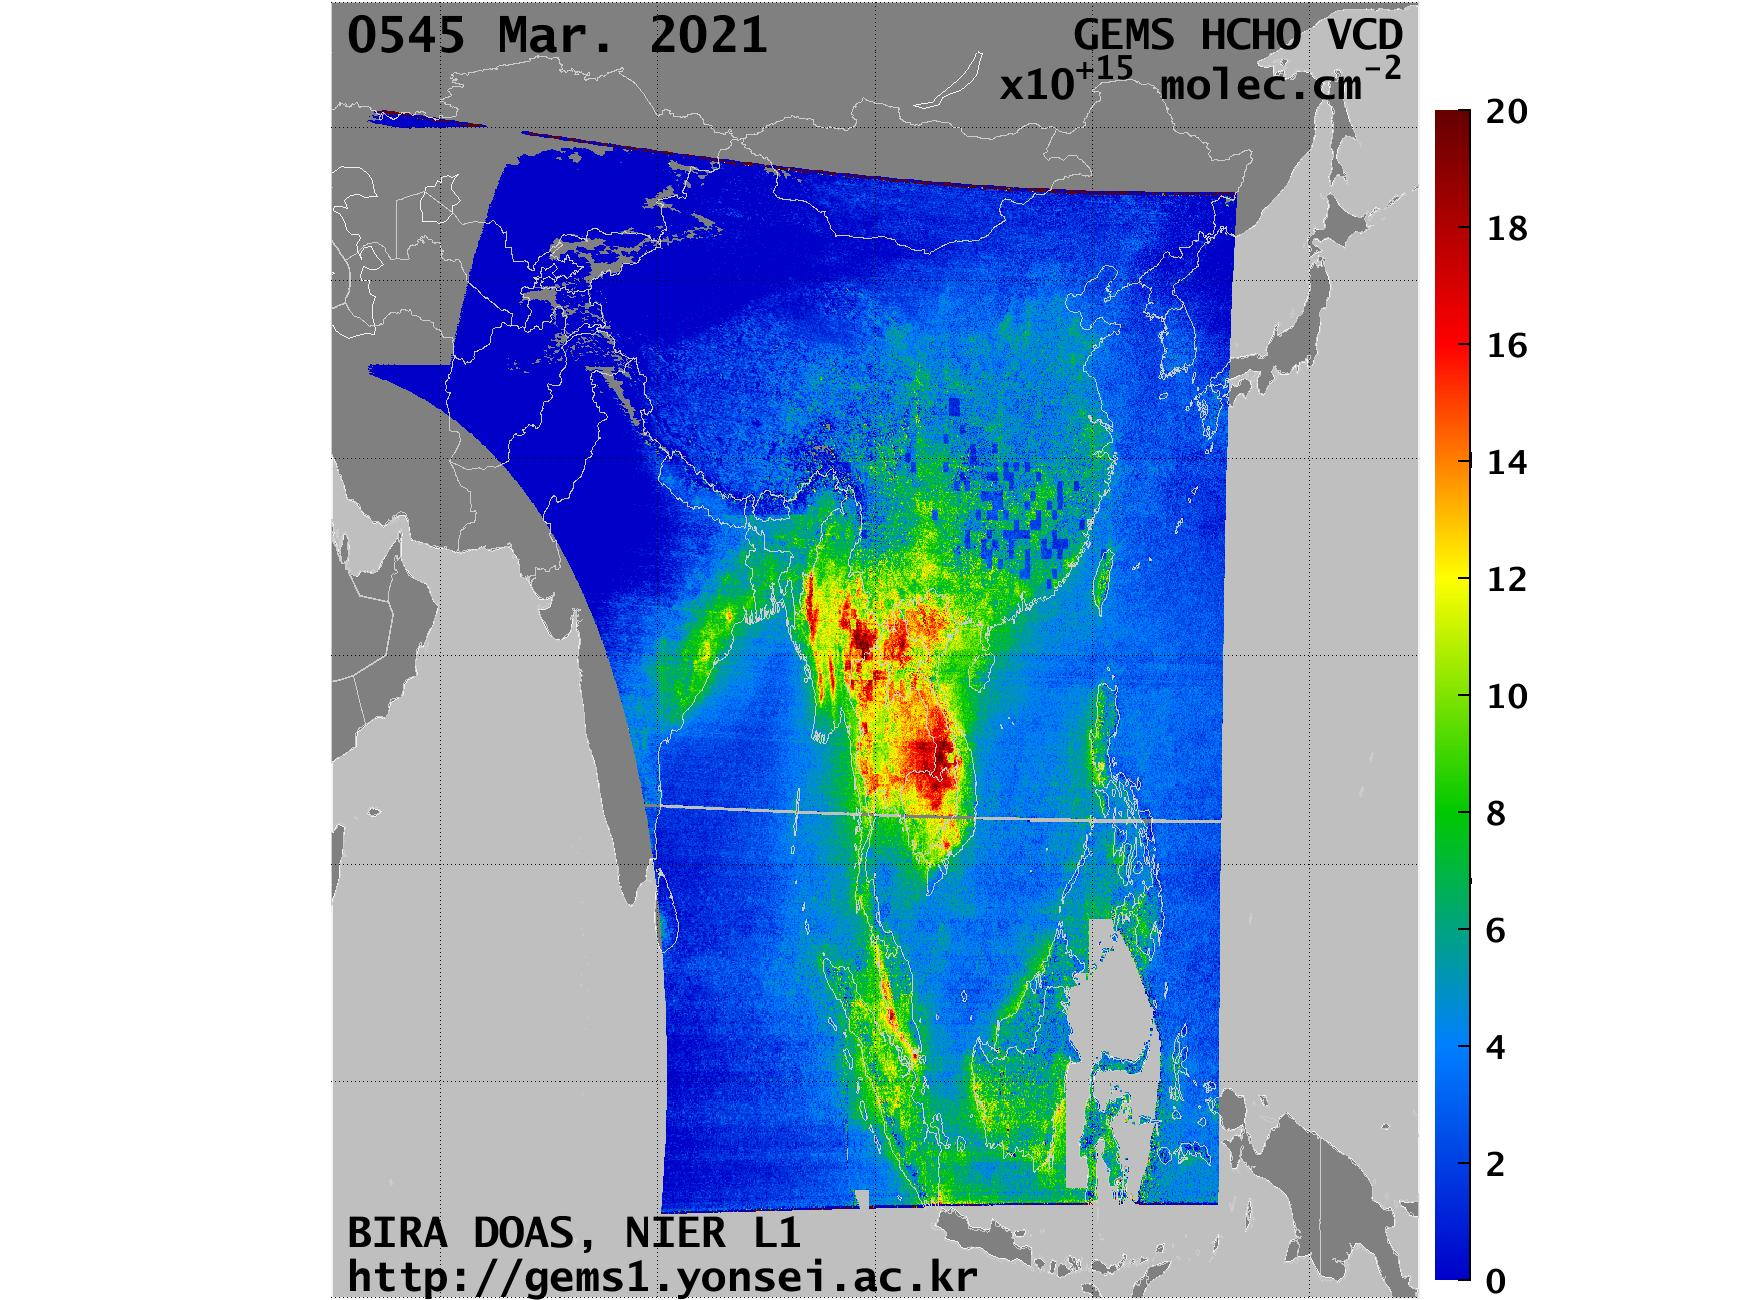 0545 Mar. 2021
GEMS HCHO VCD
x10+15 molec.cm-2
20
18
16
14
12
10
8
6
4
2
0
BIRA DOAS, NIER L1
http://gems1.yonsei.ac.kr